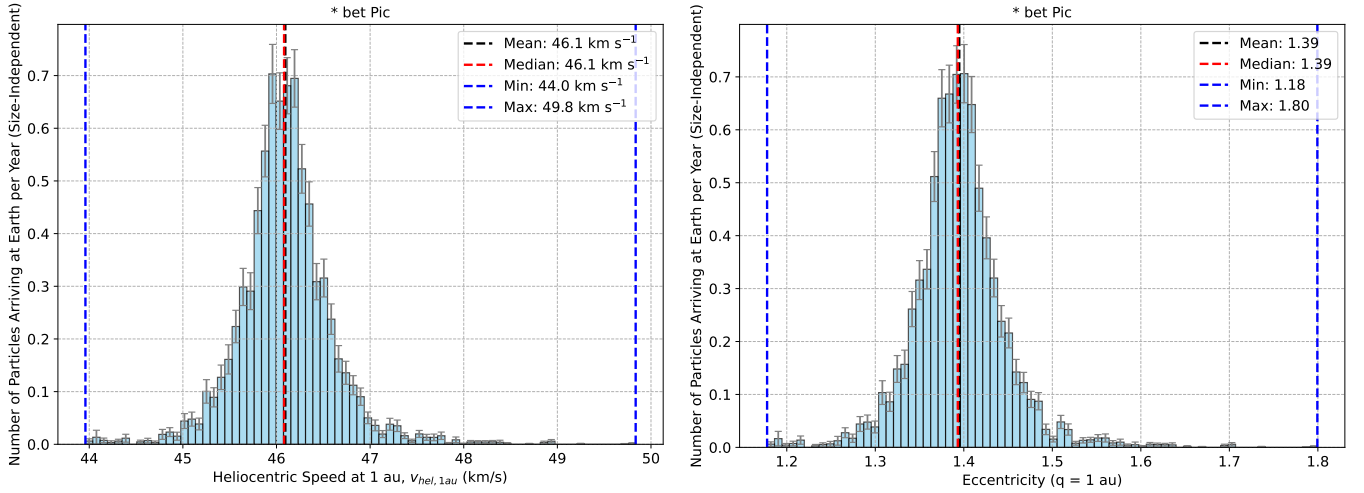 * bet Pic
Number of Particles Arriving at Earth per Year (Size-Independent)
0.7
0.6
0.5
0.4
0.3
0.2
0.1
0.0
44
45
46
47
48
49
50
Heliocentric Speed at 1 au, v_{hel, 1au} (km/s)
Mean: 46.1 km s⁻¹
Median: 46.1 km s⁻¹
Min: 44.0 km s⁻¹
Max: 49.8 km s⁻¹
* bet Pic
Number of Particles Arriving at Earth per Year (Size-Independent)
0.7
0.6
0.5
0.4
0.3
0.2
0.1
0.0
1.2
1.3
1.4
1.5
1.6
1.7
1.8
Eccentricity (q = 1 au)
Mean: 1.39
Median: 1.39
Min: 1.18
Max: 1.80